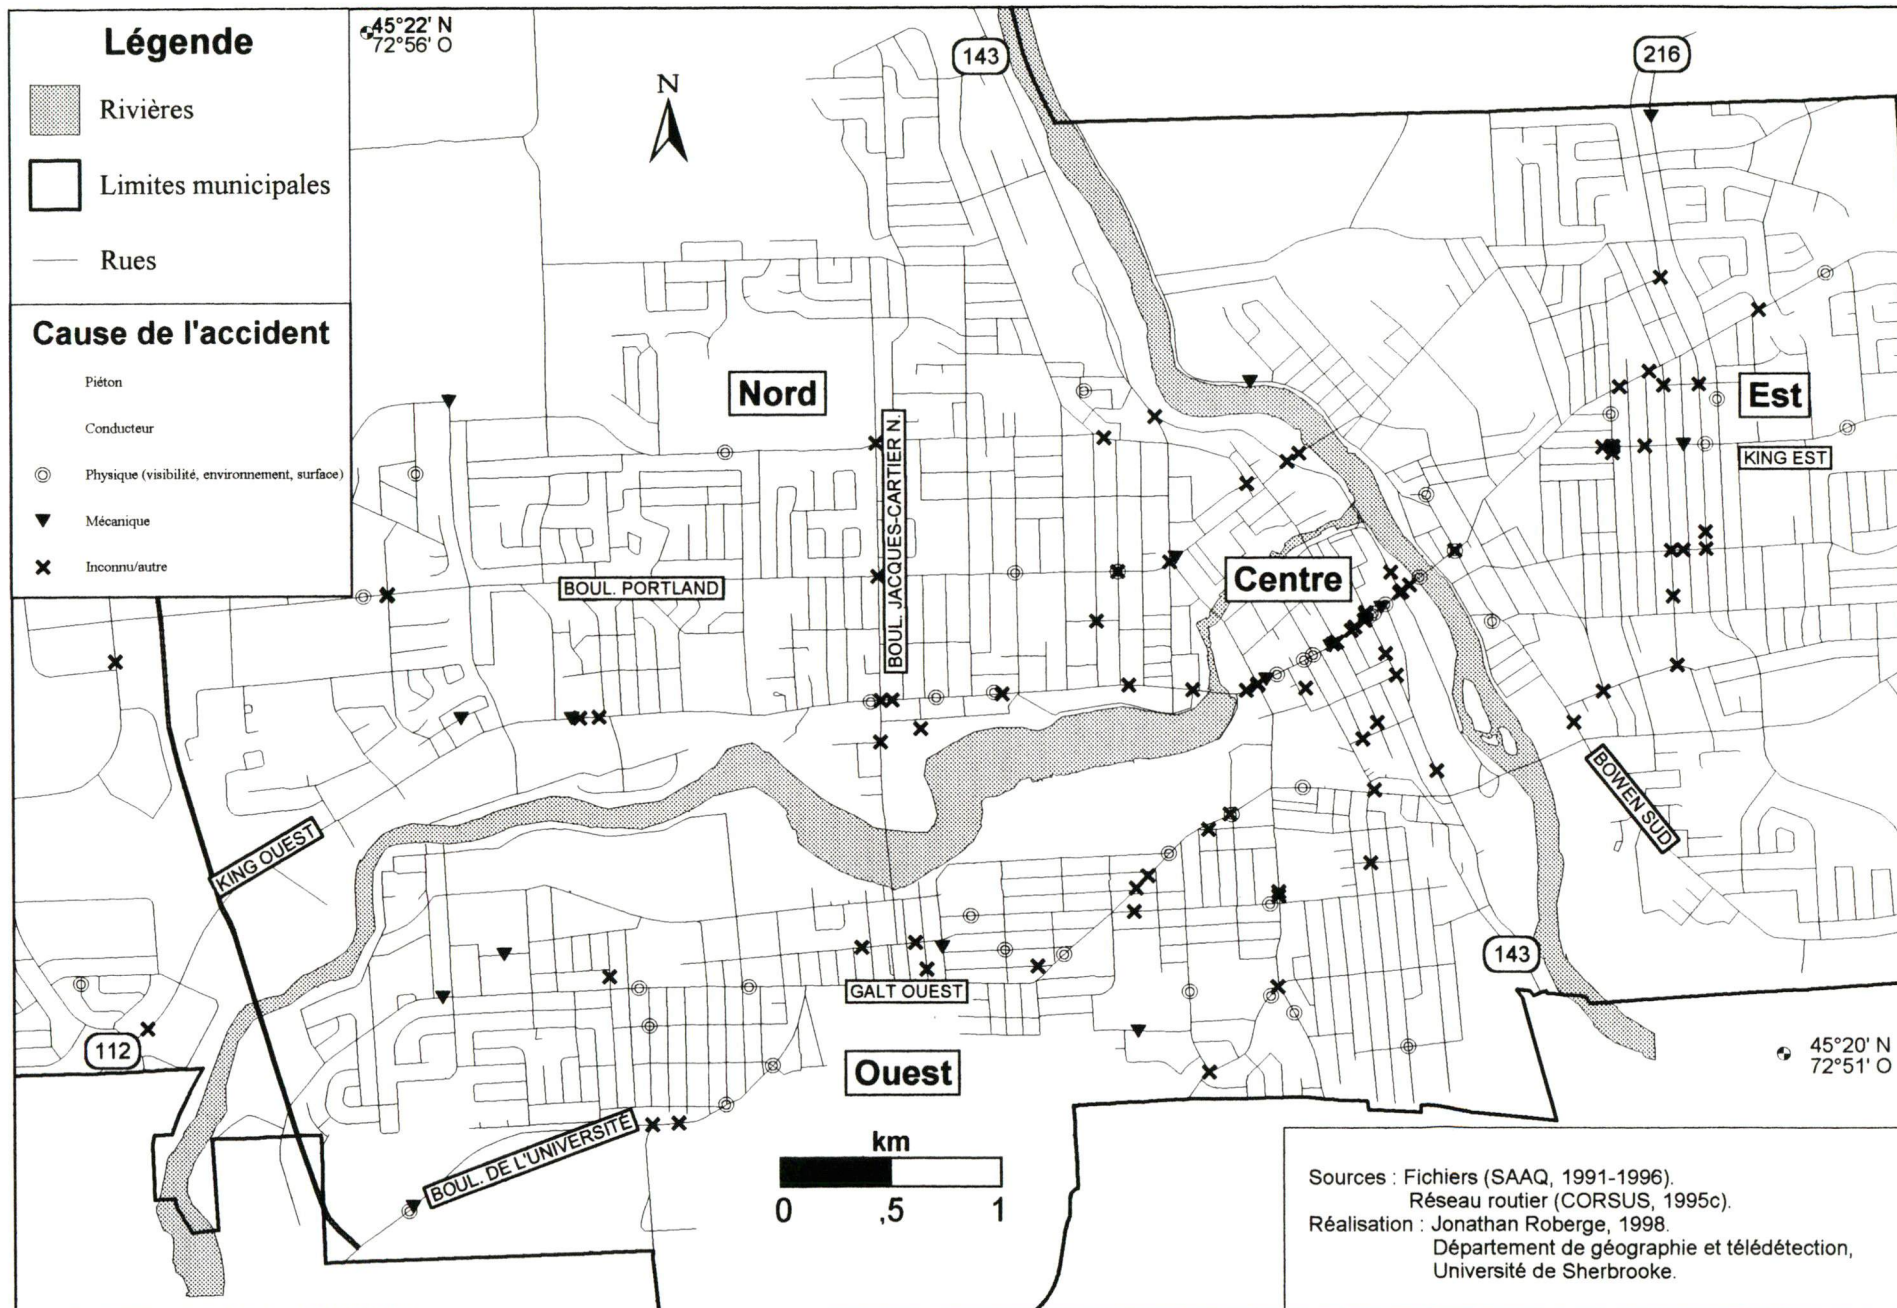 Légende
Rivières
Limites municipales
Rues
Cause de l'accident
Piéton
Conducteur
Physique (visibilité, environnement, surface)
Mécanique
Inconnu/autre
45°22' N
72°56' O
N
143
216
Nord
Est
KING EST
BOUL. JACQUES-CARTIER N.
BOUL. PORTLAND
Centre
KING OUEST
BOWEN SUD
143
GALT OUEST
112
Ouest
BOUL. DE L'UNIVERSITÉ
45°20' N
72°51' O
km
0 ,5 1
Sources : Fichiers (SAAQ, 1991-1996).
Réseau routier (CORSUS, 1995c).
Réalisation : Jonathan Roberge, 1998.
Département de géographie et télédétection,
Université de Sherbrooke.